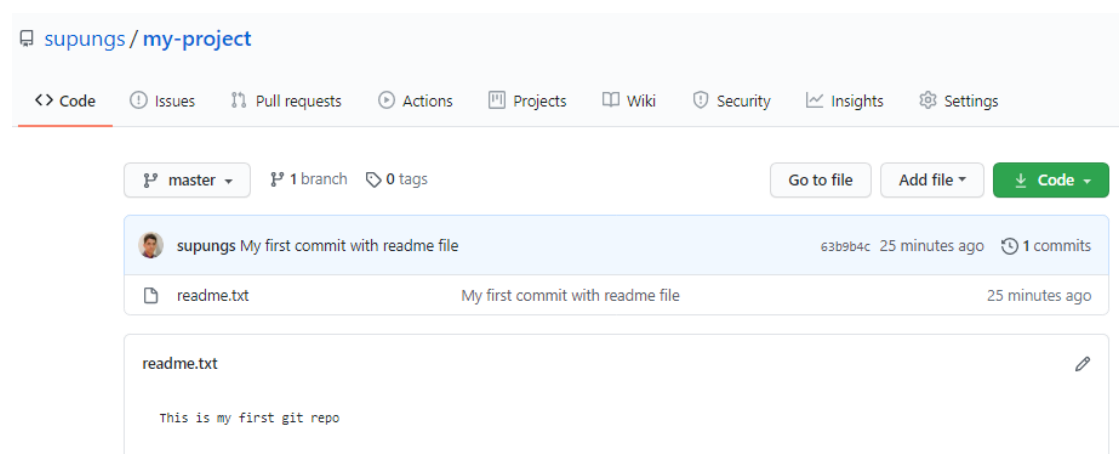 supungs / my-project
<> Code Issues Pull requests Actions Projects Wiki Security Insights Settings
master 1 branch 0 tags Go to file Add file Code
supungs My first commit with readme file 63b9b4c 25 minutes ago 1 commits
readme.txt My first commit with readme file 25 minutes ago
readme.txt
This is my first git repo